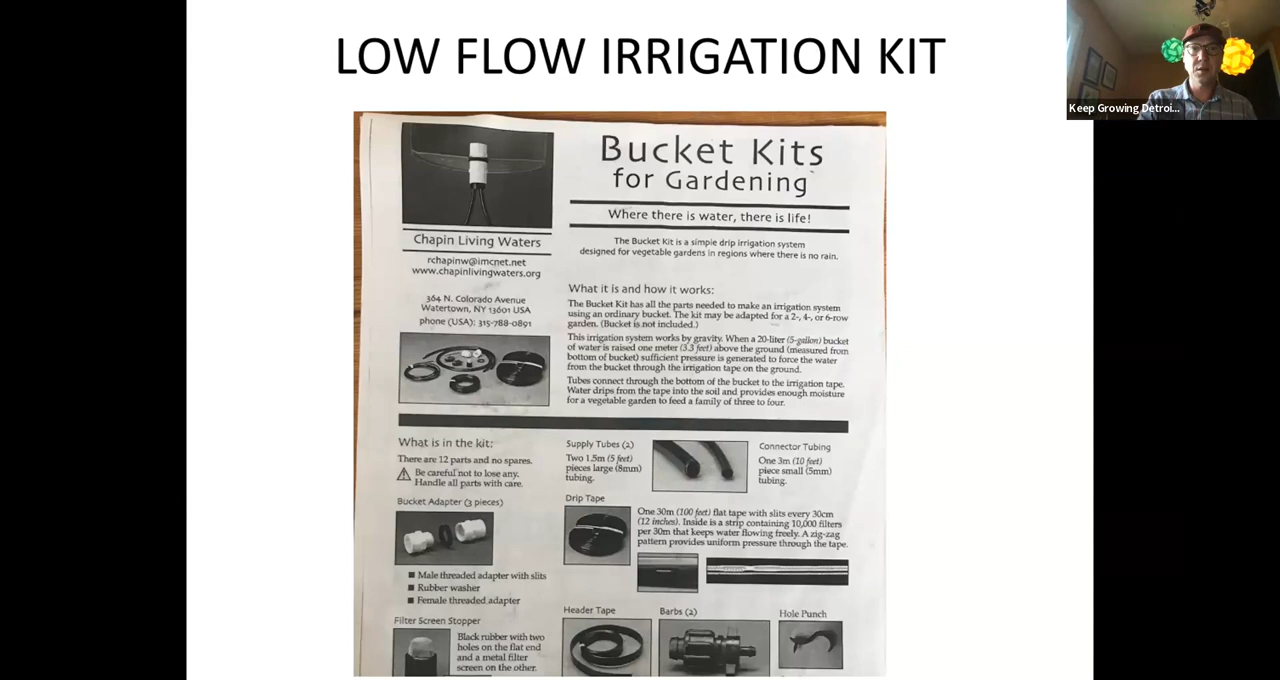 LOW FLOW IRRIGATION KIT
Keep Growing Detroi...
Bucket Kits
for Gardening
Where there is water, there is life!
The Bucket Kit is a simple drip irrigation system
designed for vegetable gardens in regions where there is no rain.
Chapin Living Waters
rchapinw@imcnet.net
www.chapinlivingwaters.org
364 N. Colorado Avenue
Watertown, NY 13601 USA
phone (USA): 315-788-0891
What it is and how it works:
The Bucket Kit has all the parts needed to make an irrigation system
using an ordinary bucket. The kit may be adapted for a 2-, 4-, or 6-row
garden. (Bucket is not included.)
This irrigation system works by gravity. When a 20-liter (5-gallon) bucket
of water is raised one meter (3.3 feet) above the ground (measured from
bottom of bucket) sufficient pressure is generated to force the water
from the bucket through the irrigation tape on the ground.
Tubes connect through the bottom of the bucket to the irrigation tape.
Water drips from the tape into the soil and provides enough moisture
for a vegetable garden to feed a family of three to four.
What is in the kit:
There are 12 parts and no spares.
Be careful not to lose any.
Handle all parts with care.
Bucket Adapter (3 pieces)
■ Male threaded adapter with slits
■ Rubber washer
■ Female threaded adapter
Filter Screen Stopper
Black rubber with two
holes on the flat end
and a metal filter
screen on the other.
Supply Tubes (2)
Two 1.5m (5 feet)
pieces large (8mm)
tubing.
Connector Tubing
One 3m (10 feet)
piece small (5mm)
tubing.
Drip Tape
One 30m (100 feet) flat tape with slits every 30cm
(12 inches). Inside is a strip containing 10,000 filters
per 30m that keeps water flowing freely. A zig-zag
pattern provides uniform pressure through the tape.
Header Tape
Barbs (2)
Hole Punch